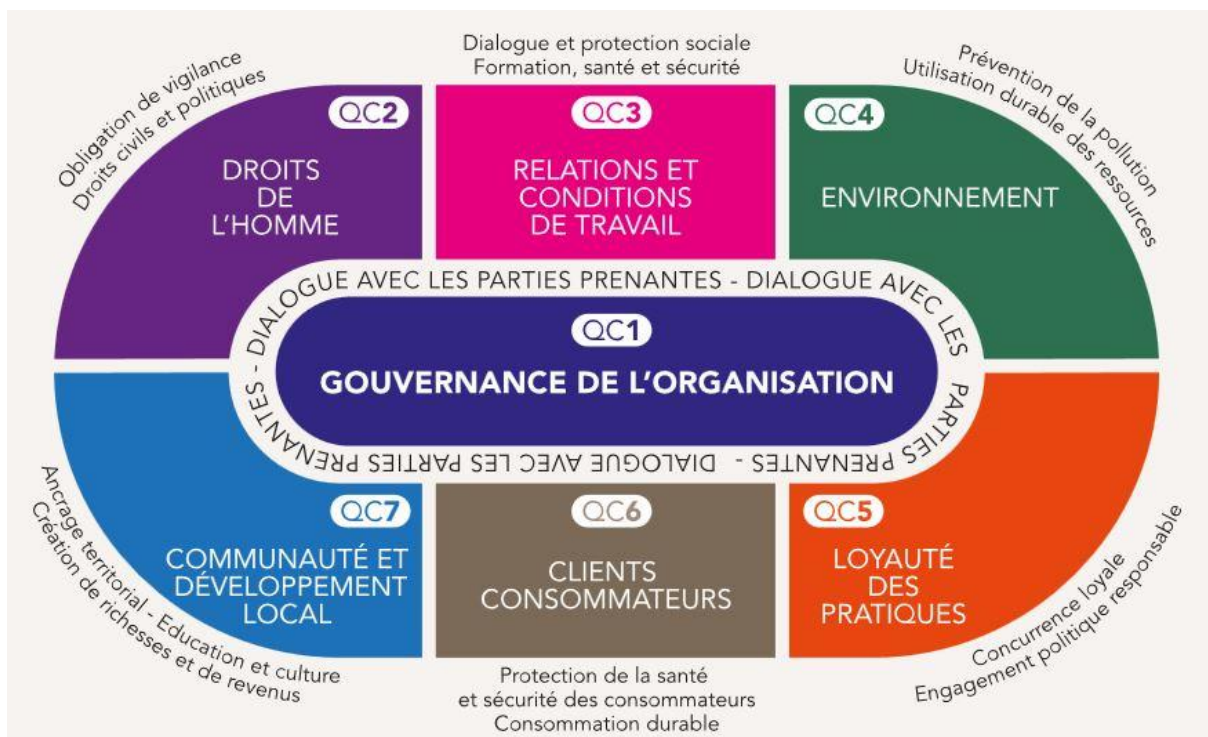 Obligation de vigilance
Droits civils et politiques
QC2
DROITS
DE
L'HOMME
Dialogue et protection sociale
Formation, santé et sécurité
QC3
RELATIONS ET
CONDITIONS
DE TRAVAIL
Prévention de la pollution
Utilisation durable des ressources
QC4
ENVIRONNEMENT
DIALOGUE AVEC LES PARTIES PRENANTES - DIALOGUE AVEC LES PARTIES PRENANTES - DIALOGUE AVEC LES PARTIES PRENANTES -
QC1
GOUVERNANCE DE L'ORGANISATION
QC7
COMMUNAUTÉ ET
DÉVELOPPEMENT
LOCAL
Ancrage territorial - Education et culture
Création de richesses et de revenus
QC6
CLIENTS
CONSOMMATEURS
Protection de la santé
et sécurité des consommateurs
Consommation durable
QC5
LOYAUTÉ
DES
PRATIQUES
Concurrence loyale
Engagement politique responsable